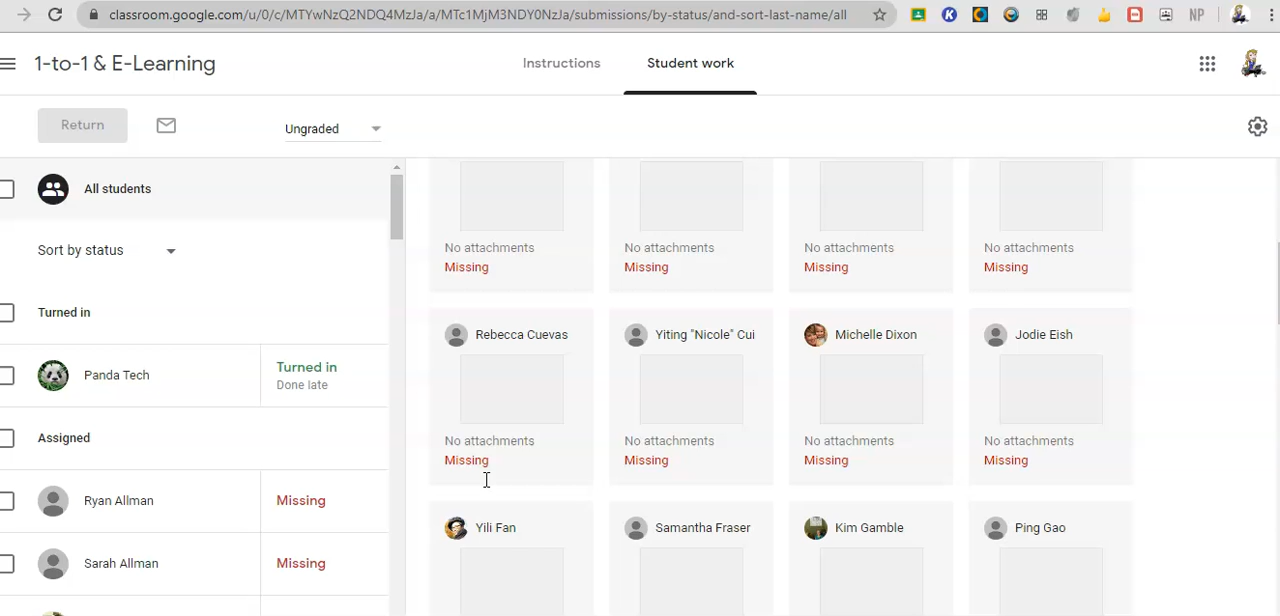 classroom.google.com/u/0/c/MTYwNzQ2NDQ4MzJa/a/MTc1MjM3NDY0NzJa/submissions/by-status/and-sort-last-name/all
NP
1-to-1 & E-Learning
Instructions
Student work
Return
Ungraded
All students
Sort by status
Turned in
Panda Tech
Turned in
Done late
Assigned
Ryan Allman
Missing
Sarah Allman
Missing
No attachments
Missing
No attachments
Missing
No attachments
Missing
No attachments
Missing
Rebecca Cuevas
No attachments
Missing
Yiting "Nicole" Cui
No attachments
Missing
Michelle Dixon
No attachments
Missing
Jodie Eish
No attachments
Missing
Yili Fan
Samantha Fraser
Kim Gamble
Ping Gao